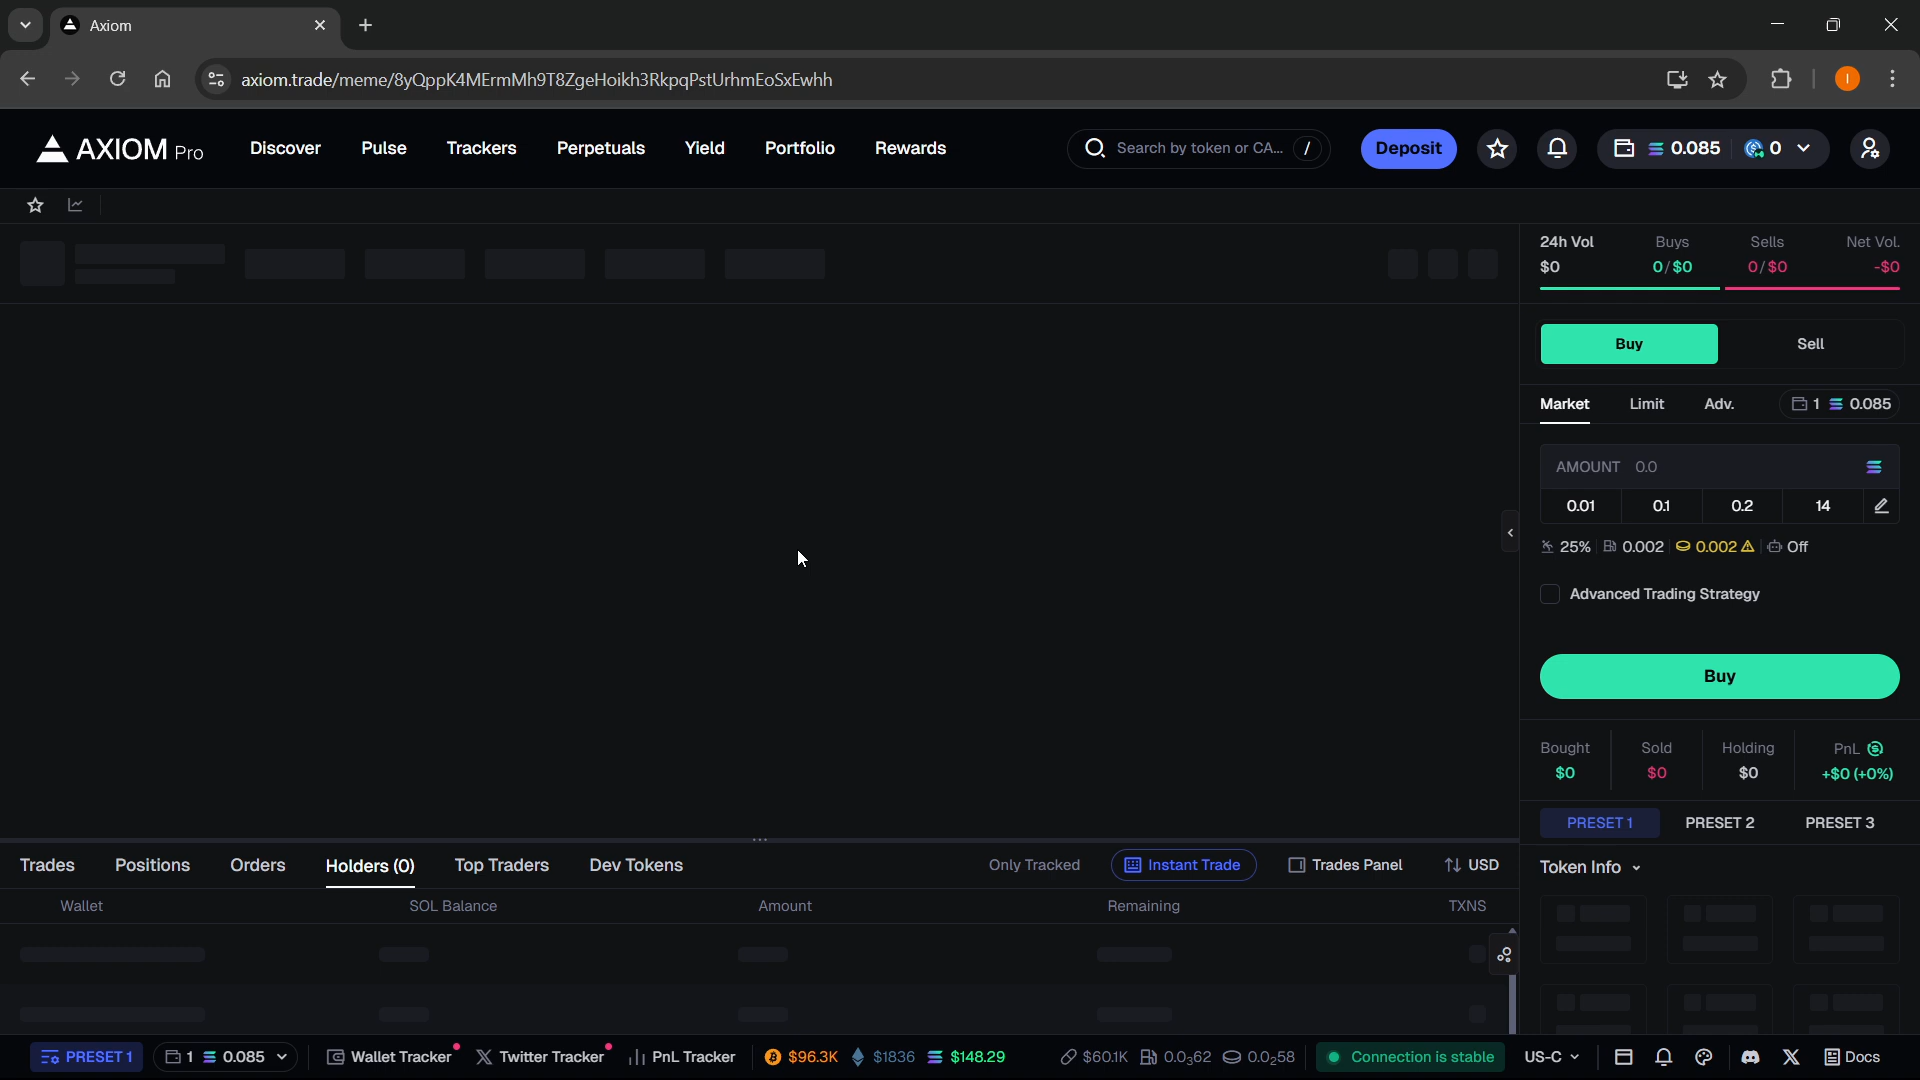 Axiom
axiom.trade/meme/8yQppK4MErmMh9T8ZgeHoikh3RkpqPstUrhmEoSxEwhh
I
AXIOM Pro
Discover Pulse Trackers Perpetuals Yield Portfolio Rewards
Search by token or CA... /
Deposit
0.085 0
24h Vol Buys Sells Net Vol.
$0 0/$0 0/$0 -$0
Buy Sell
Market Limit Adv. 1 0.085
AMOUNT 0.0
0.01 0.1 0.2 14
25% 0.002 0.002 Off
Advanced Trading Strategy
Buy
Bought Sold Holding PnL
$0 $0 $0 +$0 (+0%)
PRESET 1 PRESET 2 PRESET 3
Token Info
Trades Positions Orders Holders (0) Top Traders Dev Tokens Only Tracked Instant Trade Trades Panel USD
Wallet SOL Balance Amount Remaining TXNS
PRESET 1 1 0.085 Wallet Tracker Twitter Tracker PnL Tracker $96.3K $1836 $148.29 $60.1K 0.0₃62 0.0₂58 Connection is stable US-C Docs